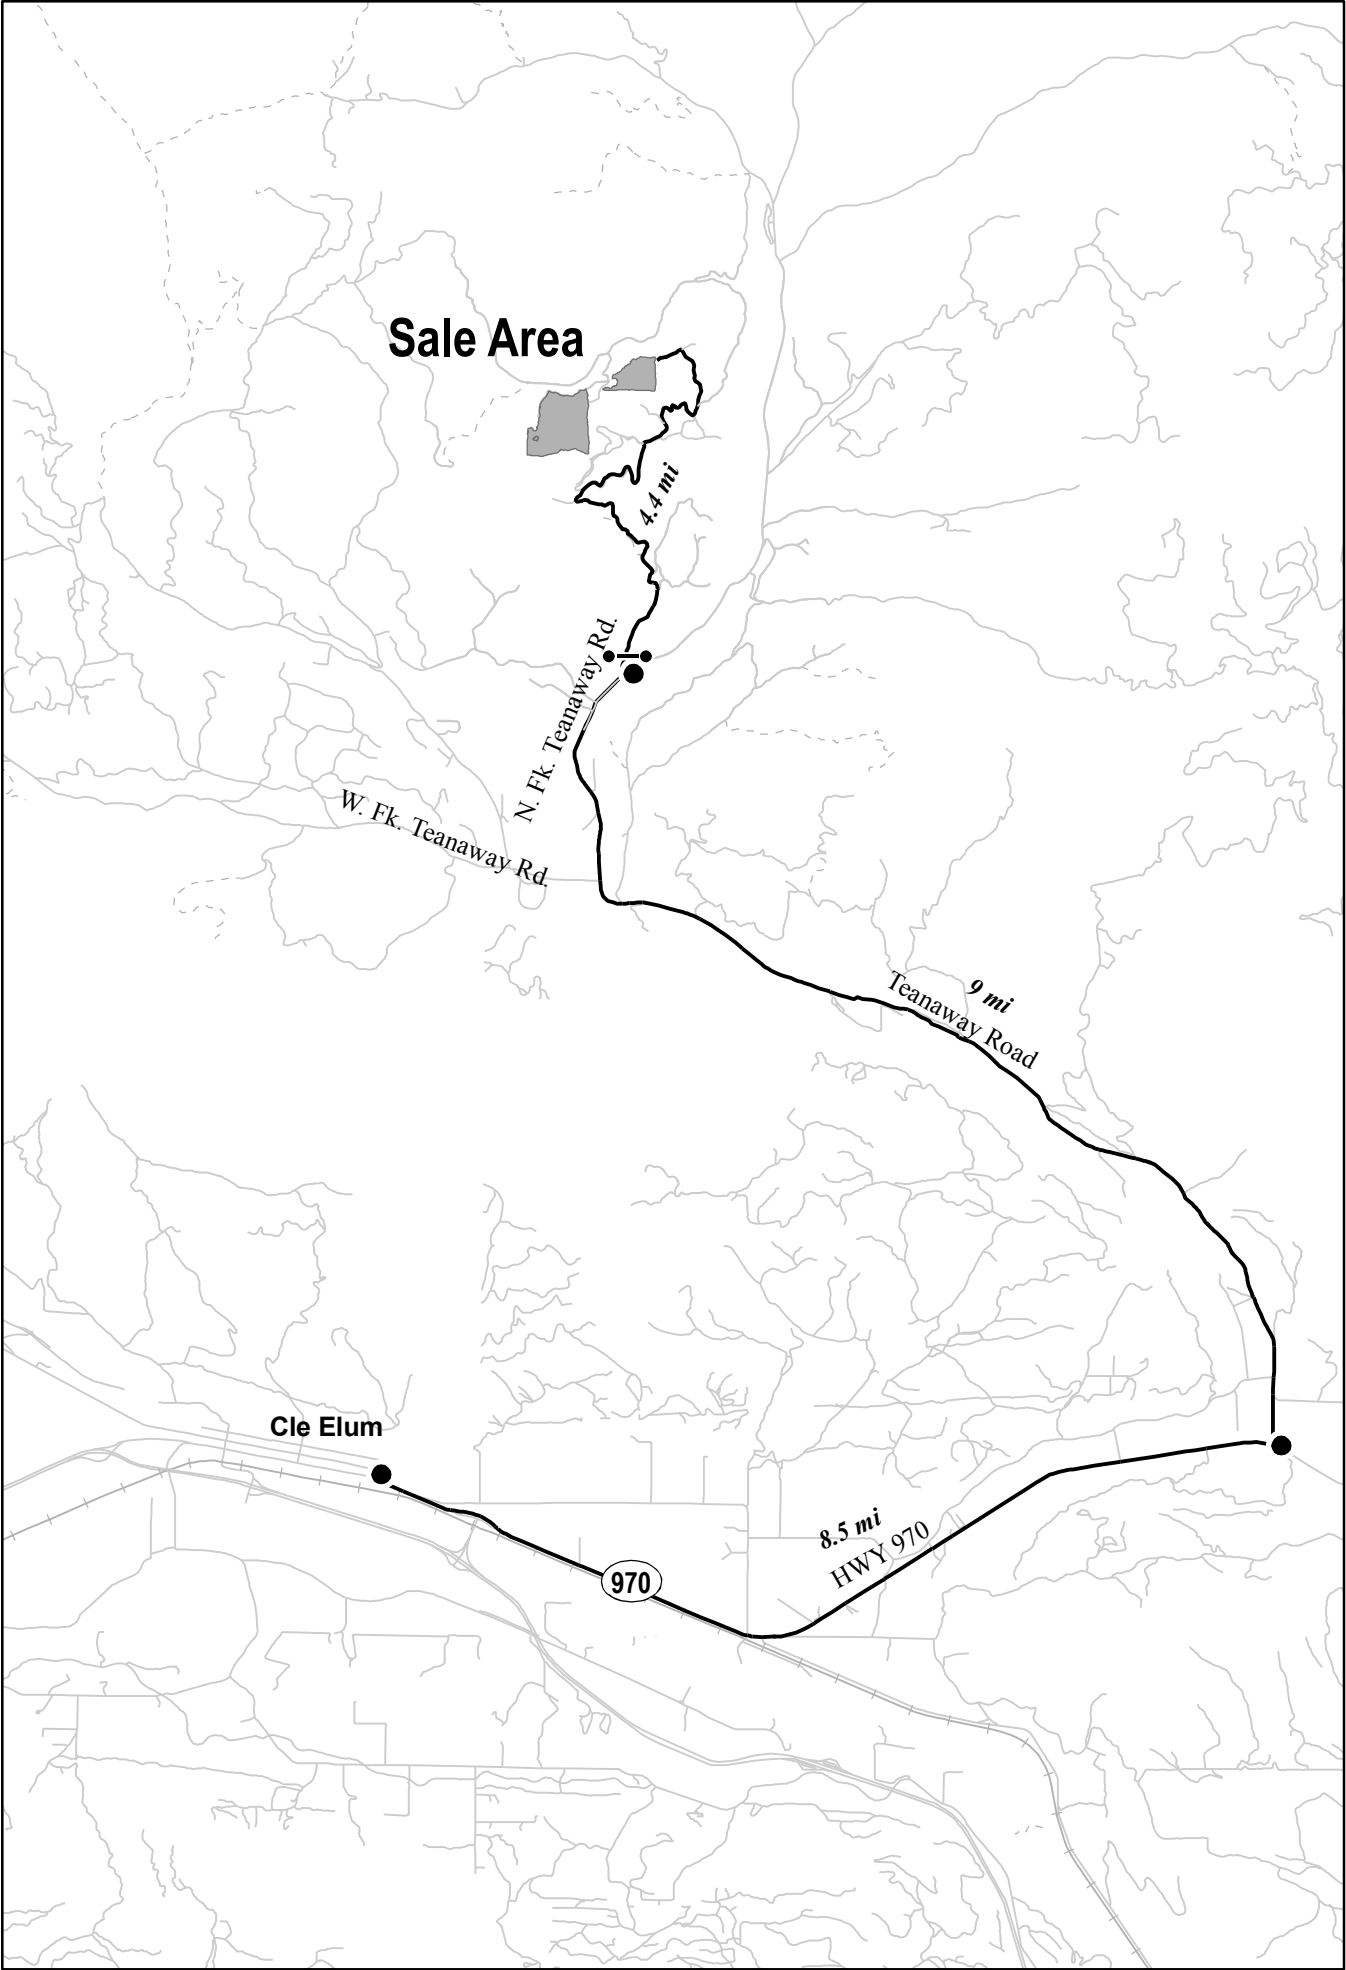 Sale Area
4.4 mi
N. Fk. Teanaway Rd.
W. Fk. Teanaway Rd.
9 mi
Teanaway Road
Cle Elum
8.5 mi
HWY 970
970